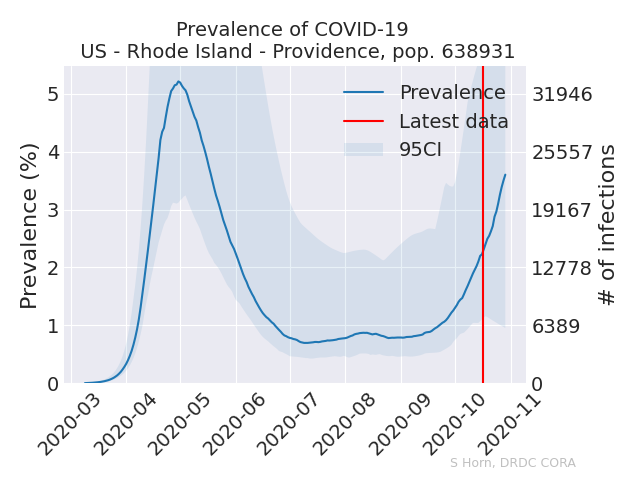 Prevalence of COVID-19
US - Rhode Island - Providence, pop. 638931
Prevalence
Latest data
95CI
Prevalence (%)
5
4
3
2
1
0
31946
25557
19167
12778
6389
0
# of infections
2020-03
2020-04
2020-05
2020-06
2020-07
2020-08
2020-09
2020-10
2020-11
S Horn, DRDC CORA